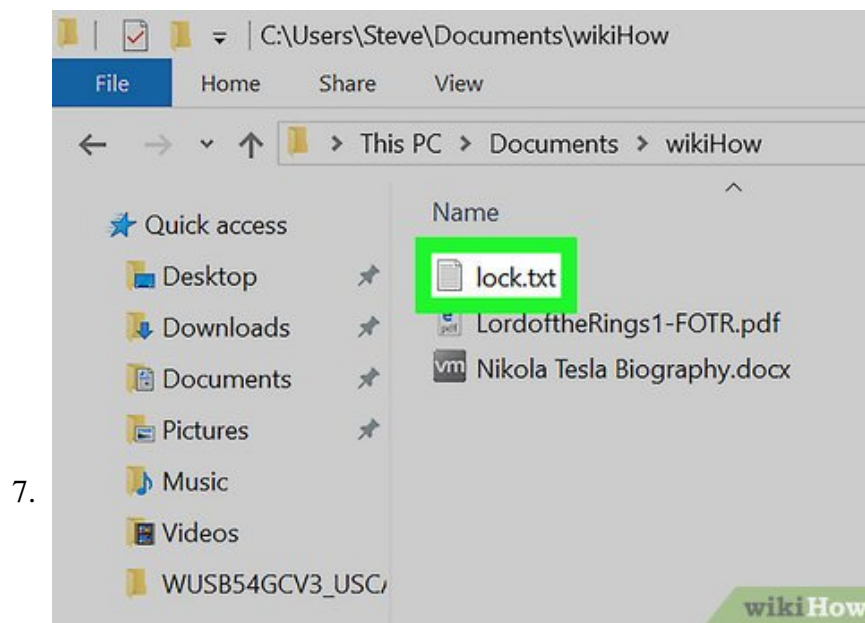 C:\Users\Steve\Documents\wikiHow
File Home Share View
This PC > Documents > wikiHow
Name
Quick access
Desktop
Downloads
Documents
Pictures
Music
Videos
WUSB54GCV3_USCA
lock.txt
LordoftheRings1-FOTR.pdf
Nikola Tesla Biography.docx
7.
wikiHow